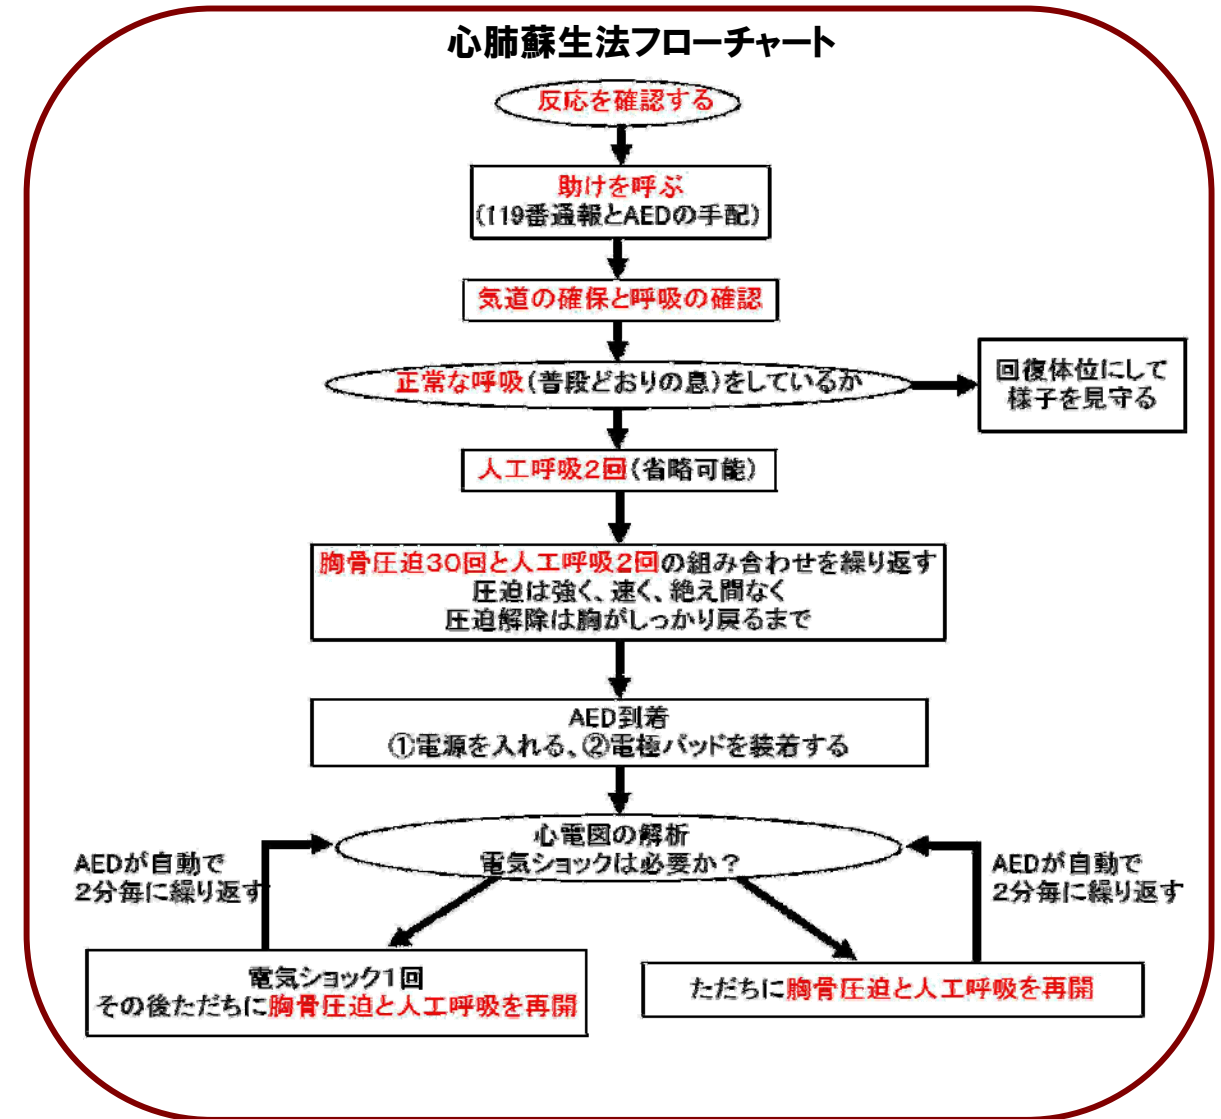 心肺蘇生法フローチャート
反応を確認する
助けを呼ぶ
(119番通報とAEDの手配)
気道の確保と呼吸の確認
正常な呼吸(普段どおりの息)をしているか
回復体位にして
様子を見守る
人工呼吸2回(省略可能)
胸骨圧迫30回と人工呼吸2回の組み合わせを繰り返す
圧迫は強く、速く、絶え間なく
圧迫解除は胸がしっかり戻るまで
AED到着
①電源を入れる、②電極パッドを装着する
心電図の解析
電気ショックは必要か?
AEDが自動で
2分毎に繰り返す
AEDが自動で
2分毎に繰り返す
電気ショック1回
その後ただちに胸骨圧迫と人工呼吸を再開
ただちに胸骨圧迫と人工呼吸を再開